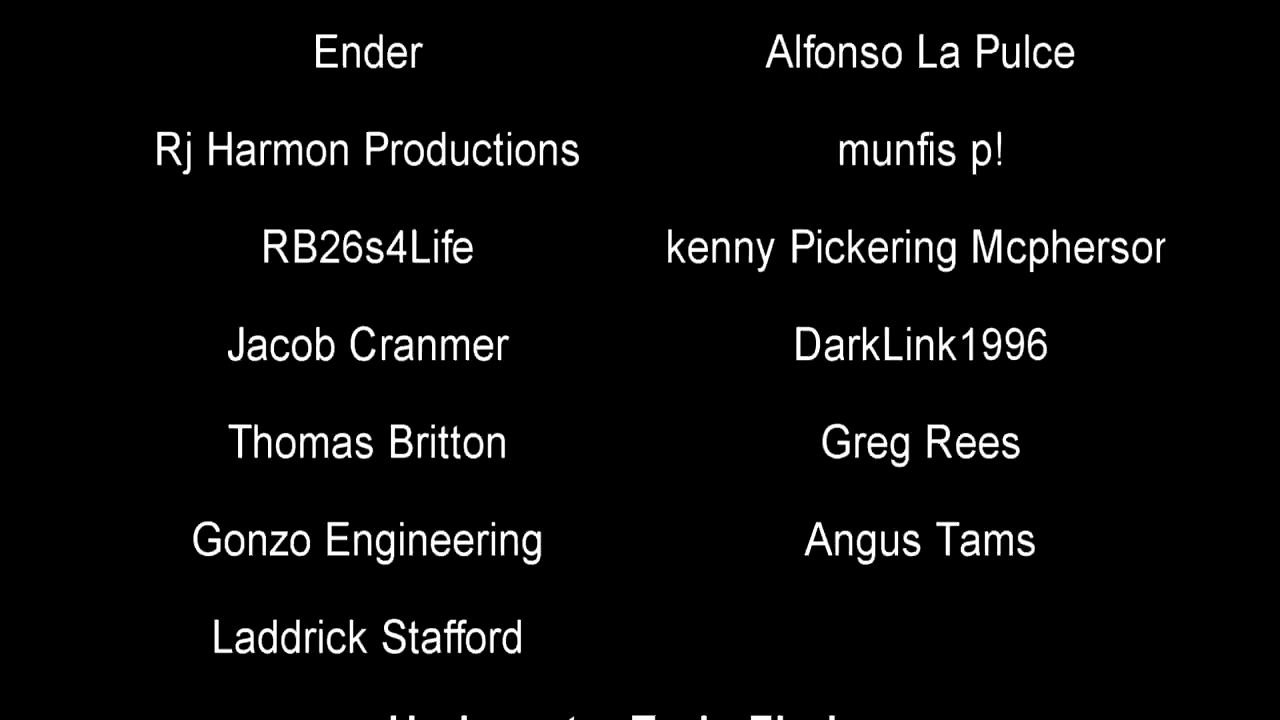 Ender
Alfonso La Pulce
Rj Harmon Productions
munfis p!
RB26s4Life
kenny Pickering Mcpherson
Jacob Cranmer
DarkLink1996
Thomas Britton
Greg Rees
Gonzo Engineering
Angus Tams
Laddrick Stafford